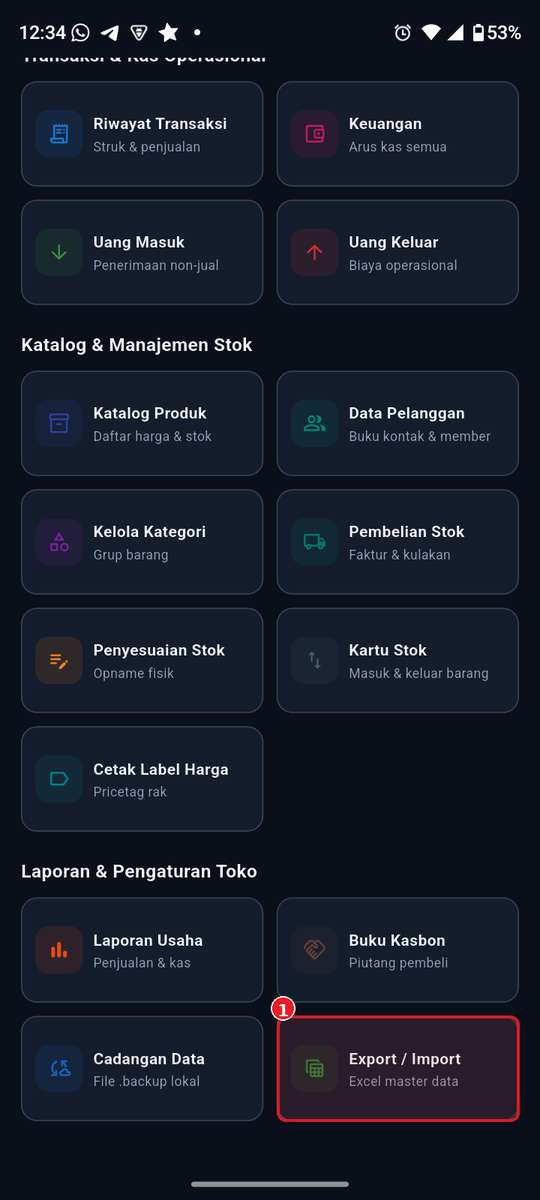 12:34
53%
Transaksi & Kas Operasional
Riwayat Transaksi
Struk & penjualan
Keuangan
Arus kas semua
Uang Masuk
Penerimaan non-jual
Uang Keluar
Biaya operasional
Katalog & Manajemen Stok
Katalog Produk
Daftar harga & stok
Data Pelanggan
Buku kontak & member
Kelola Kategori
Grup barang
Pembelian Stok
Faktur & kulakan
Penyesuaian Stok
Opname fisik
Kartu Stok
Masuk & keluar barang
Cetak Label Harga
Pricetag rak
Laporan & Pengaturan Toko
Laporan Usaha
Penjualan & kas
Buku Kasbon
Piutang pembeli
Cadangan Data
File .backup lokal
1
Export / Import
Excel master data